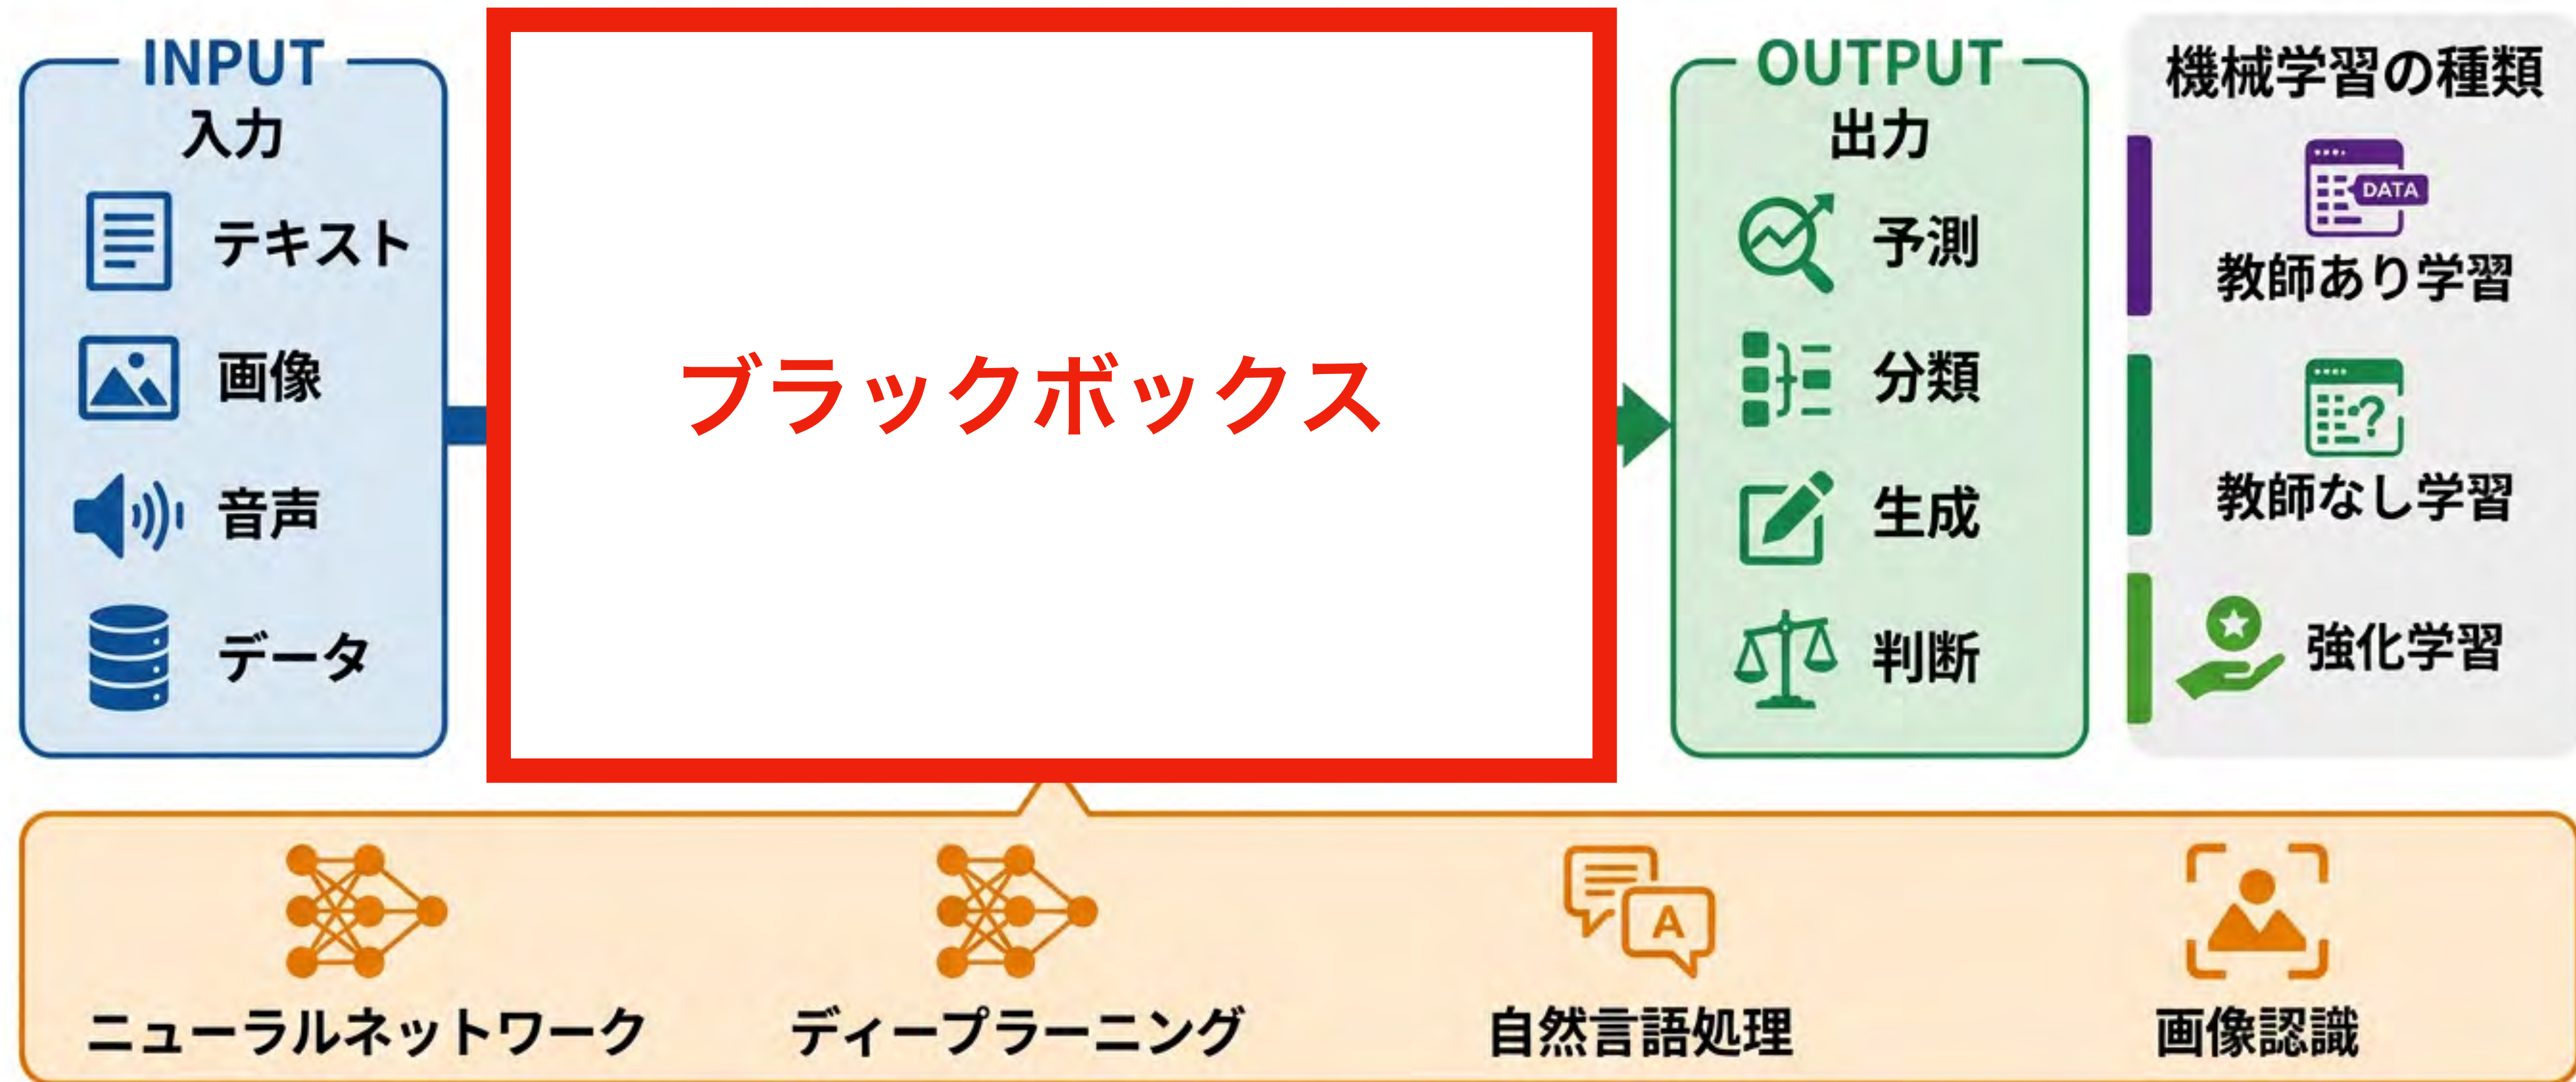 INPUT
入力
テキスト
画像
音声
データ
ブラックボックス
OUTPUT
出力
予測
分類
生成
判断
機械学習の種類
DATA
教師あり学習
?
教師なし学習
強化学習
ニューラルネットワーク
ディープラーニング
A
自然言語処理
画像認識